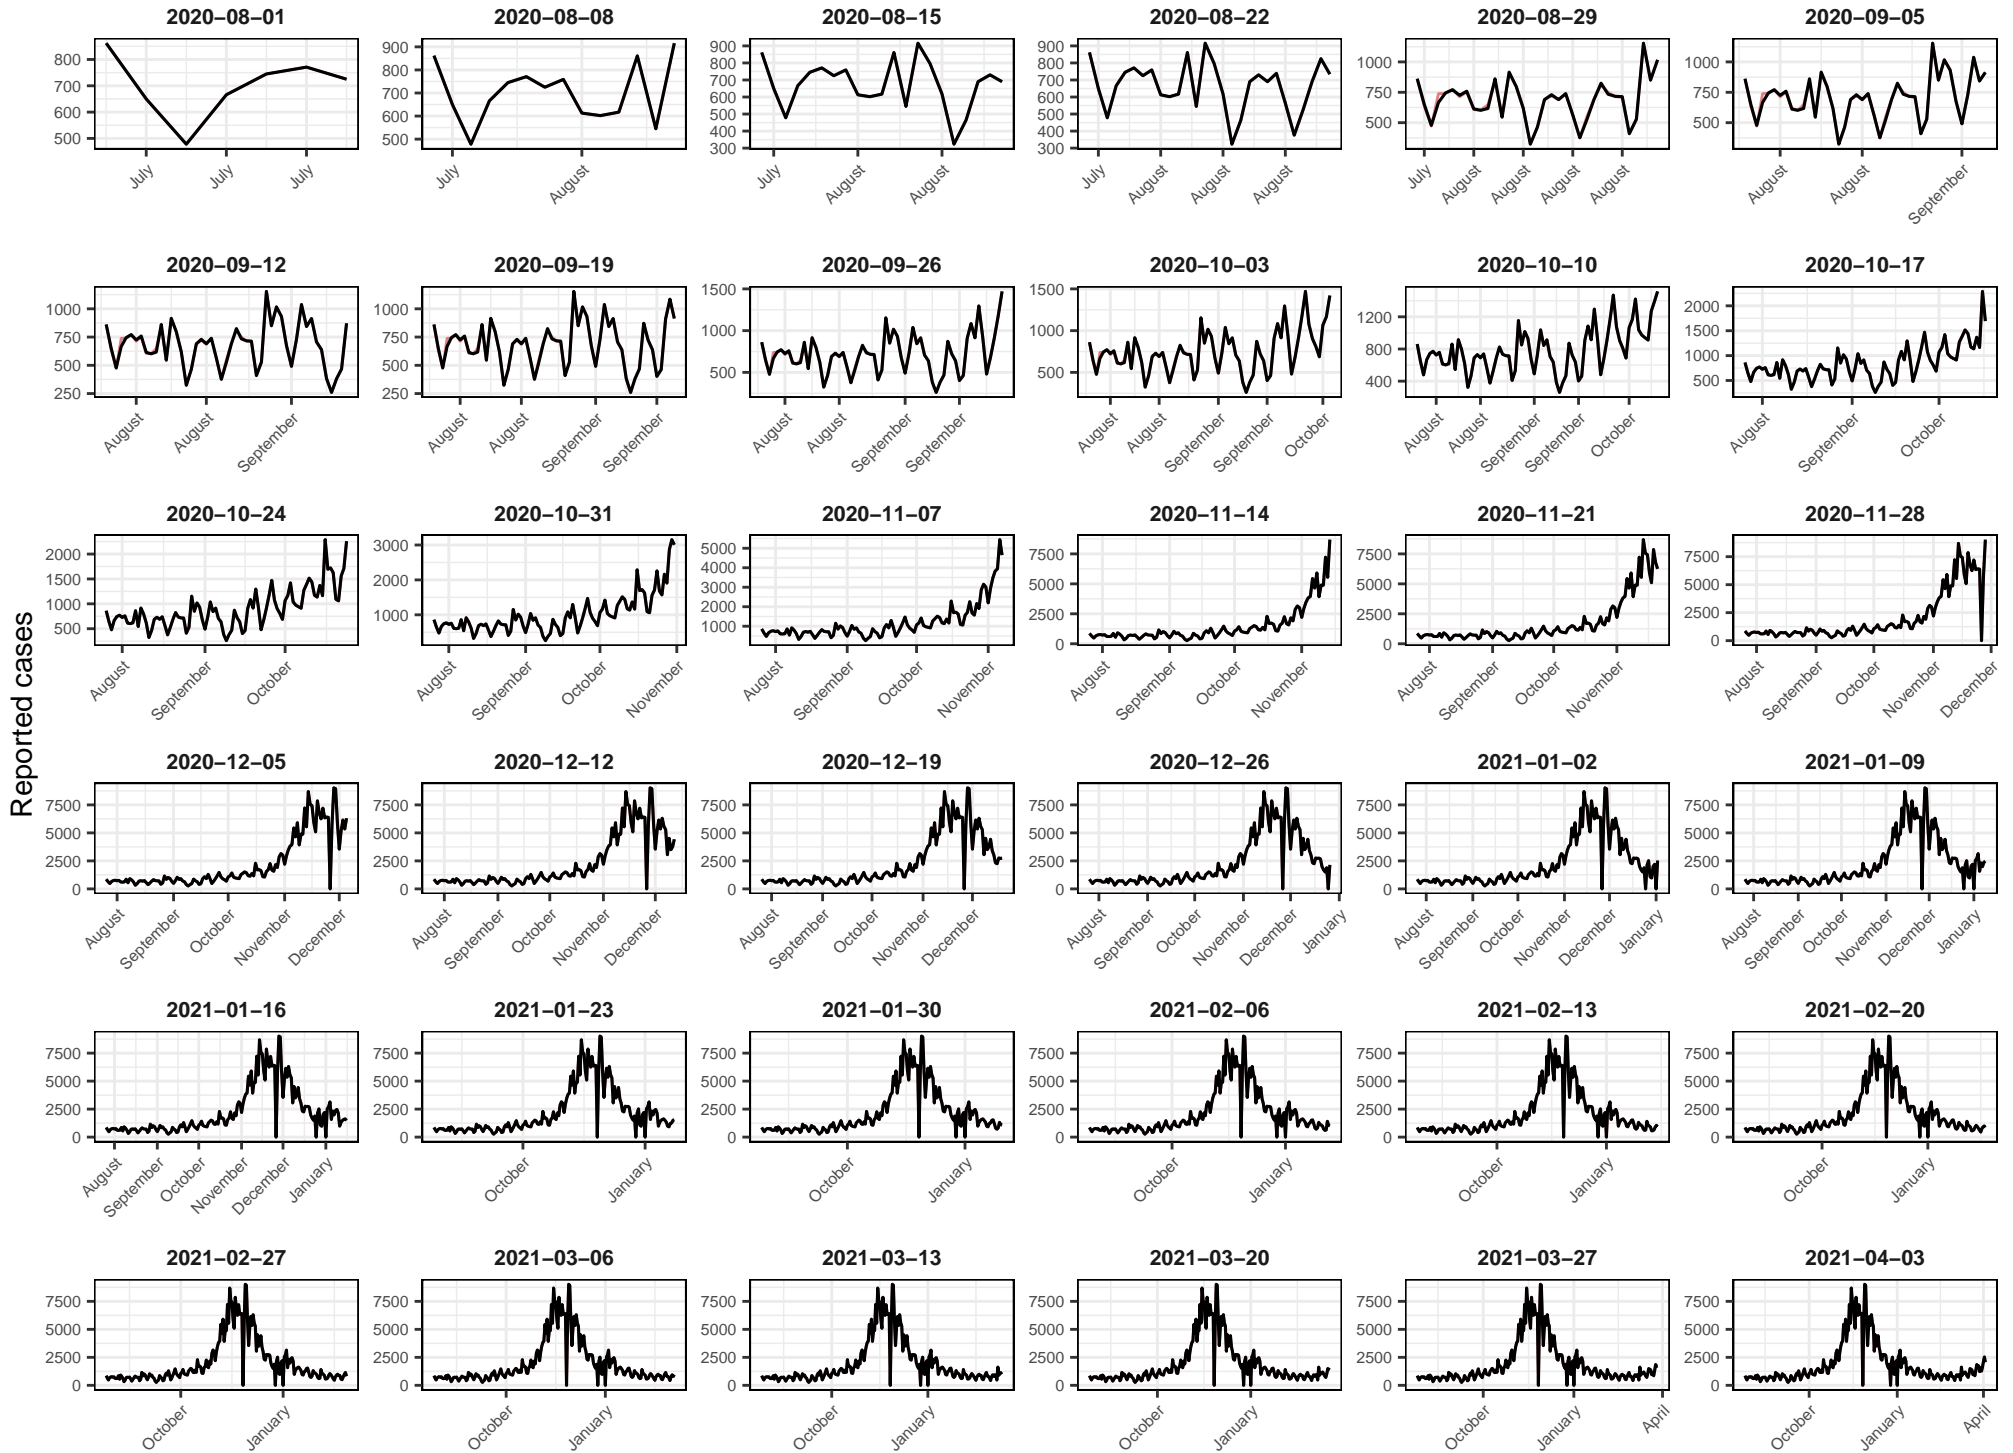 2020−08−01 2020−08−08 2020−08−15 2020−08−22 2020−08−29 2020−09−05
800 700 600 500
900 800 700 600 500
900 800 700 600 500 400 300
900 800 700 600 500 400 300
1000 750 500
1000 750 500
July July July
July August
July August August
July August August August
July August August August August
August August September
2020−09−12 2020−09−19 2020−09−26 2020−10−03 2020−10−10 2020−10−17
1000 750 500 250
1000 750 500 250
1500 1000 500
1500 1000 500
1200 800 400
2000 1500 1000 500
August August September
August August September September
August August September September
August August September September October
August August September September October
August September October
Reported cases
2020−10−24 2020−10−31 2020−11−07 2020−11−14 2020−11−21 2020−11−28
2000 1500 1000 500
3000 2000 1000
5000 4000 3000 2000 1000
7500 5000 2500 0
7500 5000 2500 0
7500 5000 2500 0
August September October
August September October November
August September October November
August September October November
August September October November
August September October November December
2020−12−05 2020−12−12 2020−12−19 2020−12−26 2021−01−02 2021−01−09
7500 5000 2500 0
7500 5000 2500 0
7500 5000 2500 0
7500 5000 2500 0
7500 5000 2500 0
7500 5000 2500 0
August September October November December
August September October November December
August September October November December
August September October November December January
August September October November December January
August September October November December January
2021−01−16 2021−01−23 2021−01−30 2021−02−06 2021−02−13 2021−02−20
7500 5000 2500 0
7500 5000 2500 0
7500 5000 2500 0
7500 5000 2500 0
7500 5000 2500 0
7500 5000 2500 0
August September October November December January
October January
October January
October January
October January
October January
2021−02−27 2021−03−06 2021−03−13 2021−03−20 2021−03−27 2021−04−03
7500 5000 2500 0
7500 5000 2500 0
7500 5000 2500 0
7500 5000 2500 0
7500 5000 2500 0
7500 5000 2500 0
October January
October January
October January
October January
October January April
October January April